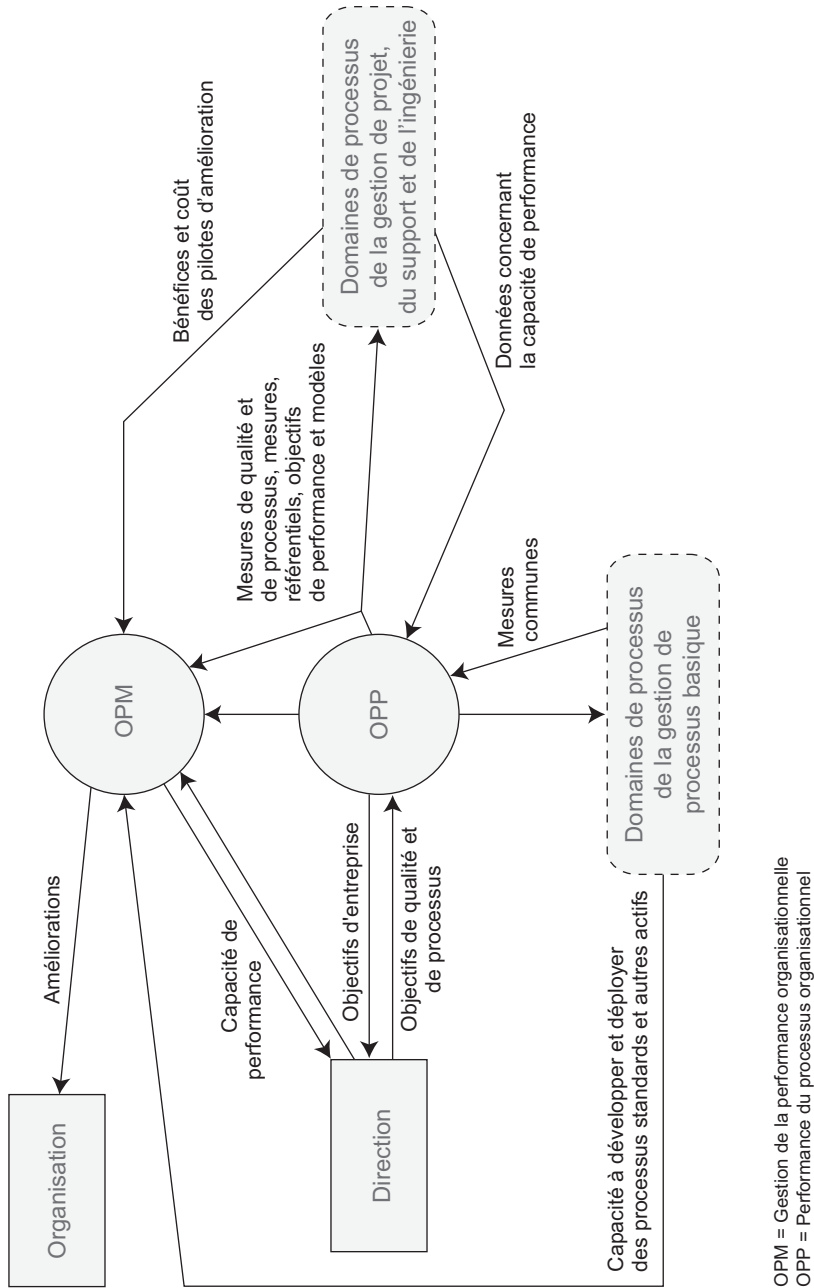 Organisation
Améliorations
OPM
Bénéfices et coût
des pilotes d'amélioration
Capacité de
performance
Mesures de qualité et
de processus, mesures,
référentiels, objectifs
de performance et modèles
Domaines de processus
de la gestion de projet,
du support et de l'ingénierie
Direction
Objectifs d'entreprise
Objectifs de qualité et
de processus
OPP
Données concernant
la capacité de performance
Mesures
communes
Capacité à développer et déployer
des processus standards et autres actifs
Domaines de processus
de la gestion de
processus basique
OPM = Gestion de la performance organisationnelle
OPP = Performance du processus organisationnel